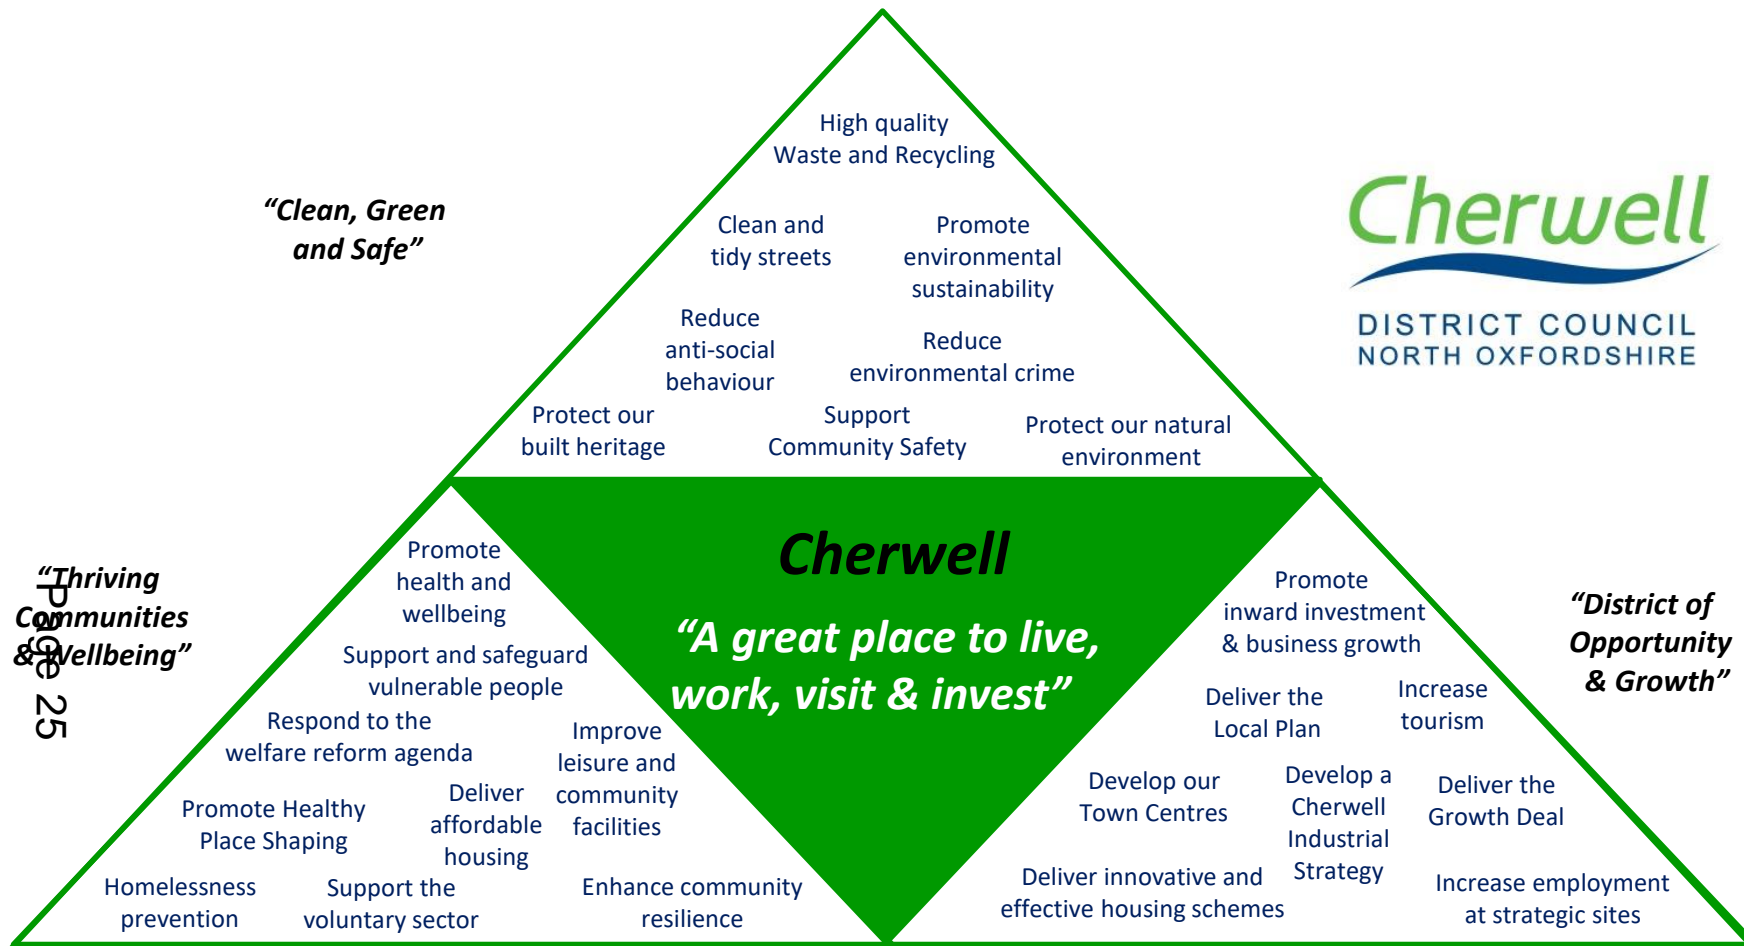 High quality
Waste and Recycling
“Clean, Green
and Safe”
Cherwell
DISTRICT COUNCIL
NORTH OXFORDSHIRE
Clean and
tidy streets
Promote
environmental
sustainability
Reduce
anti-social
behaviour
Reduce
environmental crime
Protect our
built heritage
Support
Community Safety
Protect our natural
environment
“Thriving
Communities
& Wellbeing”
Page 25
Promote
health and
wellbeing
Support and safeguard
vulnerable people
Respond to the
welfare reform agenda
Improve
leisure and
community
facilities
Promote Healthy
Place Shaping
Deliver
affordable
housing
Homelessness
prevention
Support the
voluntary sector
Enhance community
resilience
Cherwell
“A great place to live,
work, visit & invest”
Promote
inward investment
& business growth
“District of
Opportunity
& Growth”
Deliver the
Local Plan
Increase
tourism
Develop our
Town Centres
Develop a
Cherwell
Industrial
Strategy
Deliver the
Growth Deal
Deliver innovative and
effective housing schemes
Increase employment
at strategic sites